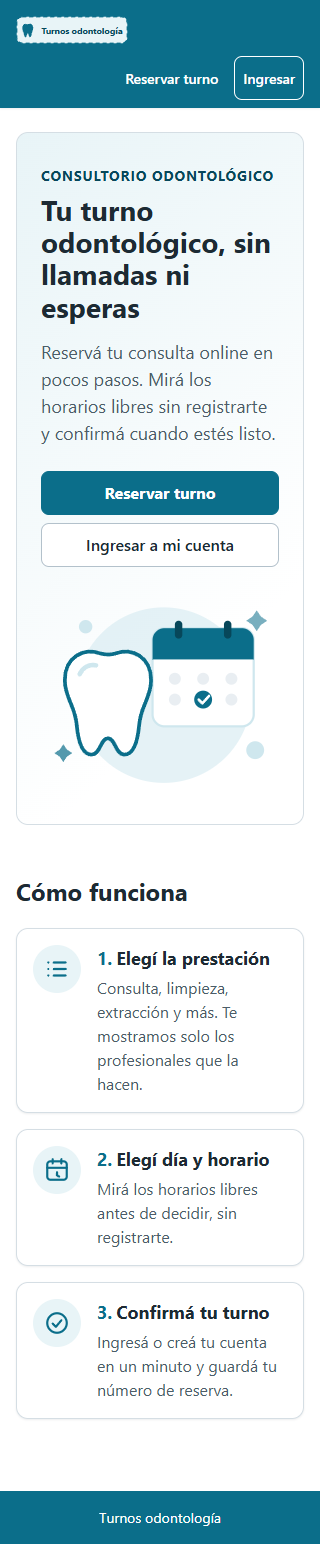 Turnos odontología
Reservar turno
Ingresar
CONSULTORIO ODONTOLÓGICO
Tu turno
odontológico, sin
llamadas ni
esperas
Reservá tu consulta online en
pocos pasos. Mirá los
horarios libres sin registrarte
y confirmá cuando estés listo.
Reservar turno
Ingresar a mi cuenta
Cómo funciona
1. Elegí la prestación
Consulta, limpieza,
extracción y más. Te
mostramos solo los
profesionales que la
hacen.
2. Elegí día y horario
Mirá los horarios libres
antes de decidir, sin
registrarte.
3. Confirmá tu turno
Ingresá o creá tu cuenta
en un minuto y guardá tu
número de reserva.
Turnos odontología